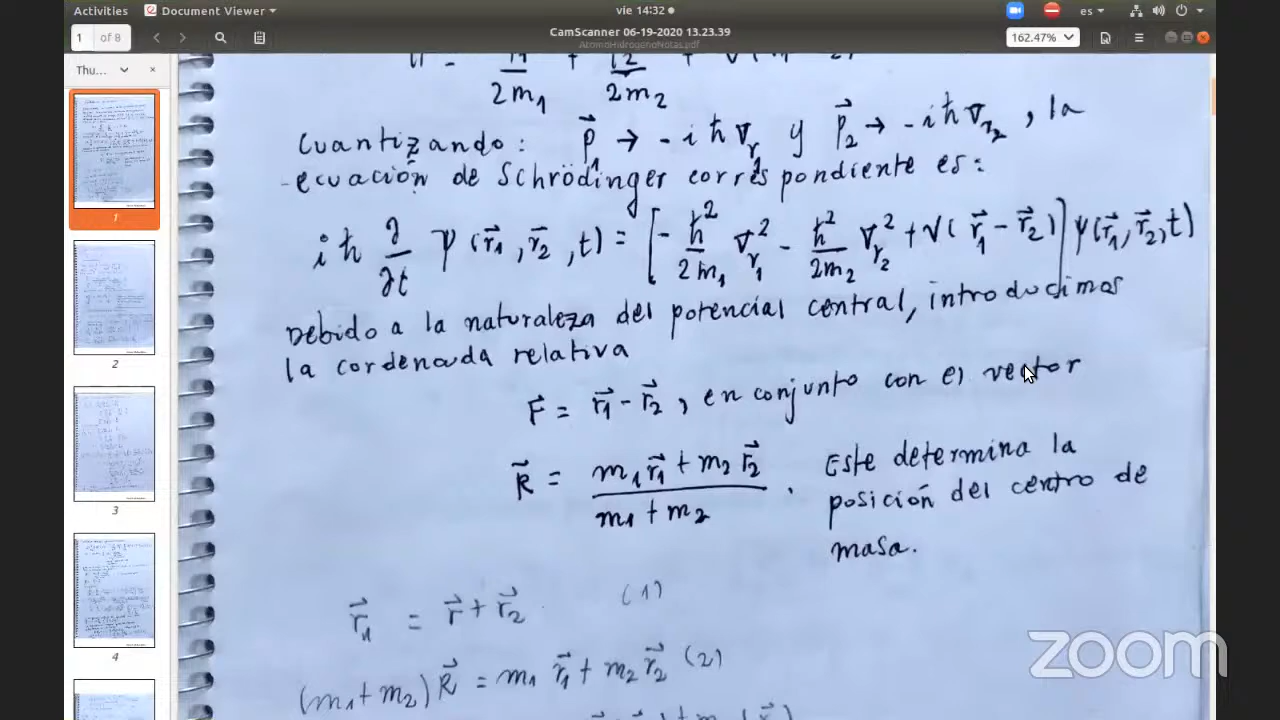 Activities Document Viewer vie 14:32 es
1 of 8 CamScanner 06-19-2020 13.23.39 162.47%
AtomoHidrogenoNotas.pdf
Thu...
1
2
3
4
2m₁ 2m₂
Cuantizando: p⃗₁ → -iħ∇r₁ y p⃗₂ → -iħ∇r₂, la
ecuación de Schrödinger correspondiente es:
iħ ∂/∂t ψ(r⃗₁, r⃗₂, t) = [-ħ²/2m₁ ∇²r₁ - ħ²/2m₂ ∇²r₂ + V(r⃗₁ - r⃗₂)] ψ(r⃗₁, r⃗₂, t)
Debido a la naturaleza del potencial central, introducimos
la cordenada relativa
r⃗ = r⃗₁ - r⃗₂, en conjunto con el vector
R⃗ = (m₁r⃗₁ + m₂r⃗₂)/(m₁ + m₂). Este determina la
posición del centro de
masa.
r⃗₁ = r⃗ + r⃗₂ (1)
(m₁+m₂)R⃗ = m₁ r⃗₁ + m₂ r⃗₂ (2)
zoom